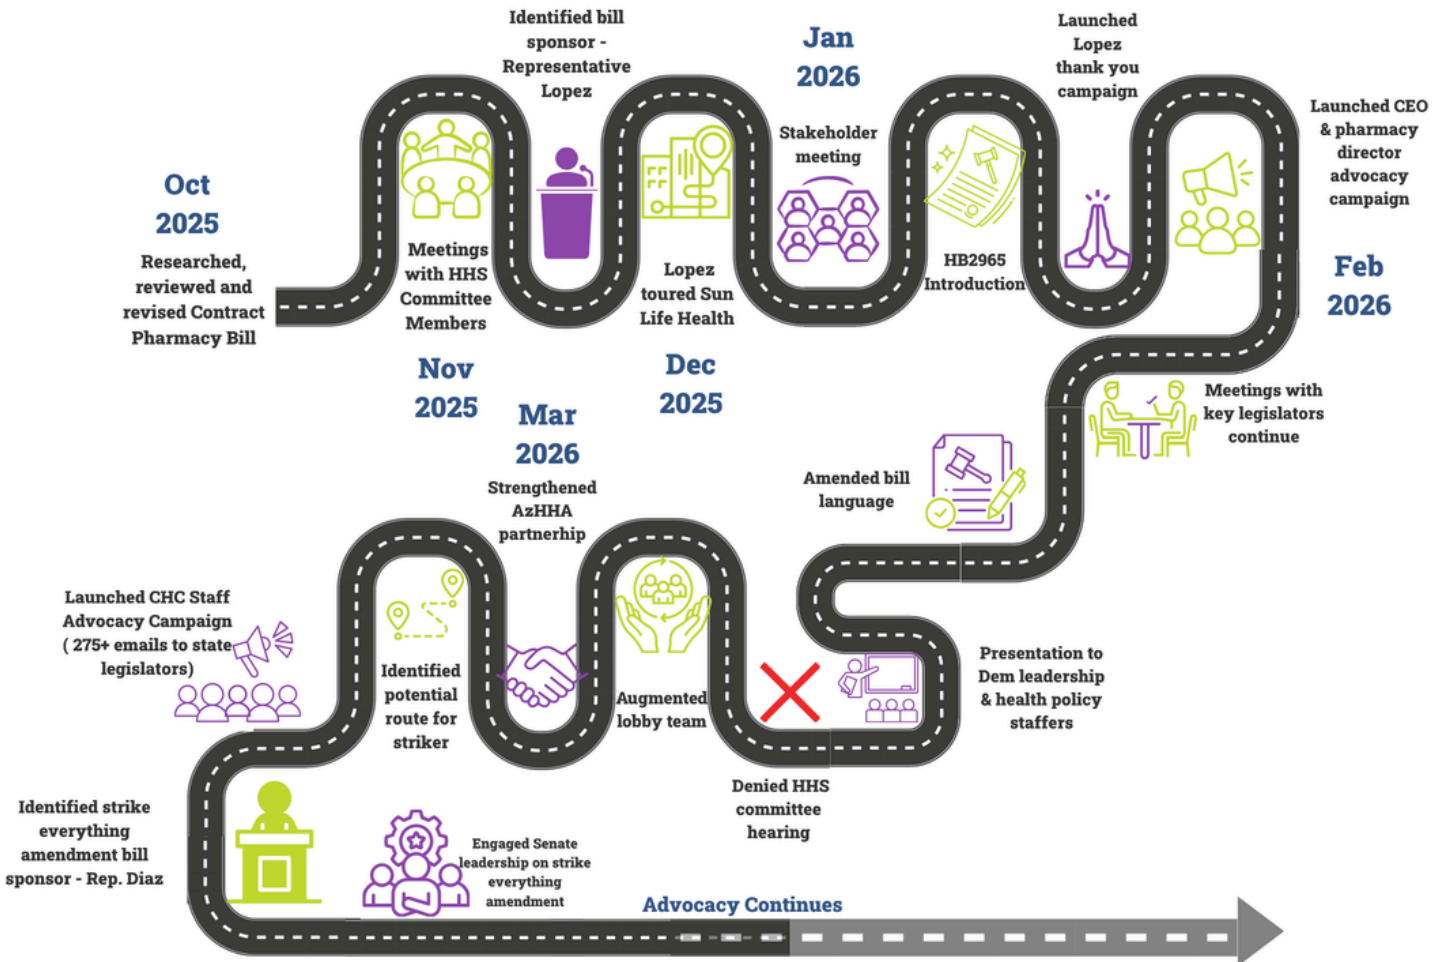 Oct
2025
Researched,
reviewed and
revised Contract
Pharmacy Bill
Meetings
with HHS
Committee
Members
Nov
2025
Identified bill
sponsor -
Representative
Lopez
Lopez
toured Sun
Life Health
Dec
2025
Jan
2026
Stakeholder
meeting
HB2965
Introduction
Launched
Lopez
thank you
campaign
Launched CEO
& pharmacy
director
advocacy
campaign
Feb
2026
Meetings with
key legislators
continue
Amended bill
language
Presentation to
Dem leadership
& health policy
staffers
Denied HHS
committee
hearing
Augmented
lobby team
Mar
2026
Strengthened
AzHHA
partnerhip
Identified
potential
route for
striker
Launched CHC Staff
Advocacy Campaign
( 275+ emails to state
legislators)
Identified strike
everything
amendment bill
sponsor - Rep. Diaz
Engaged Senate
leadership on strike
everything
amendment
Advocacy Continues